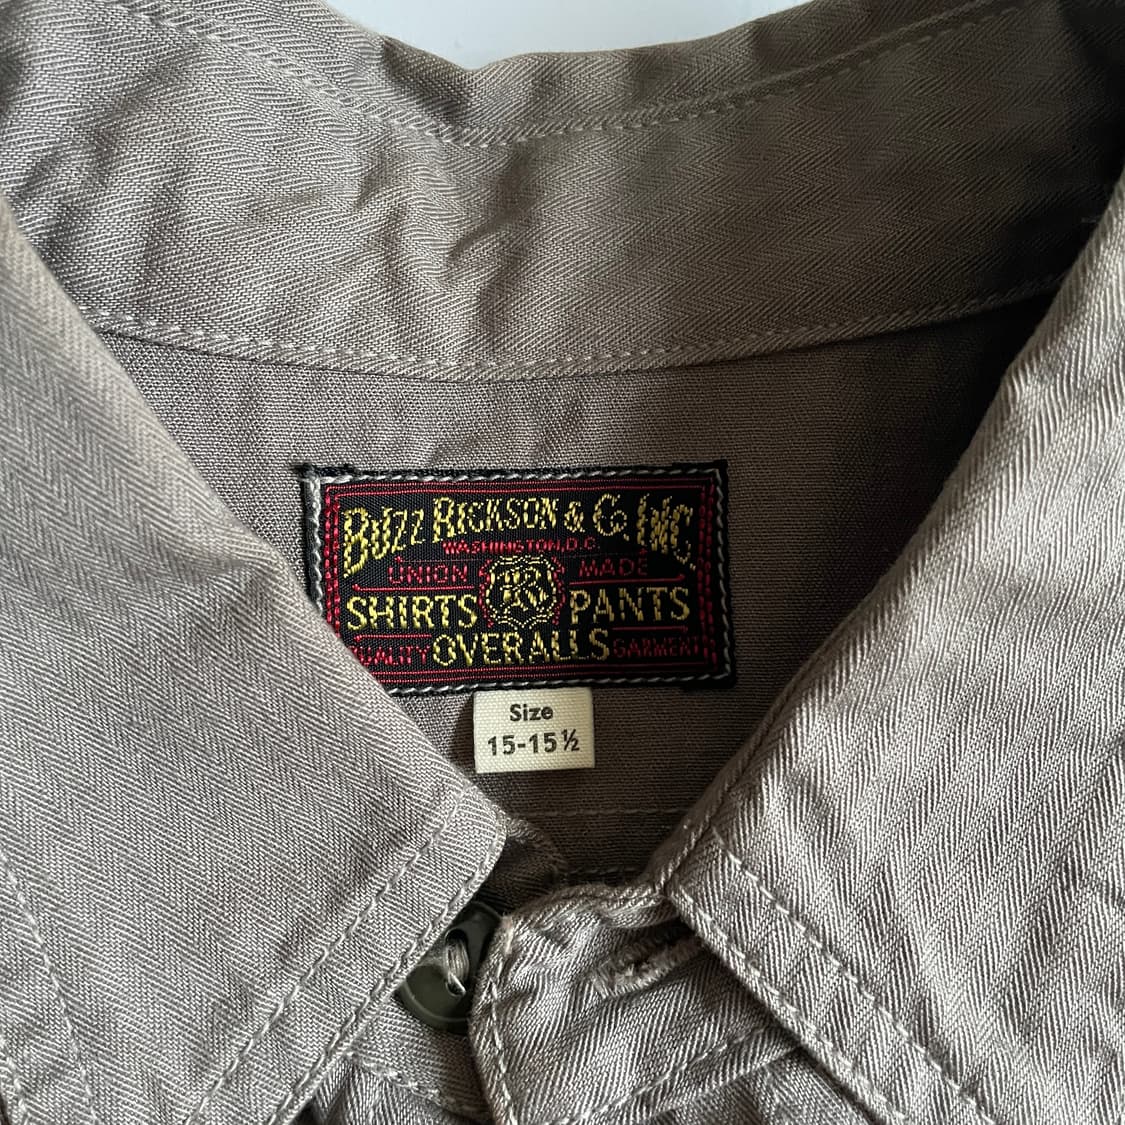 BUZZ RICKSON & CO. INC
WASHINGTON, D.C.
UNION MADE
SHIRTS PANTS
QUALITY OVERALLS GARMENT
Size
15-15½